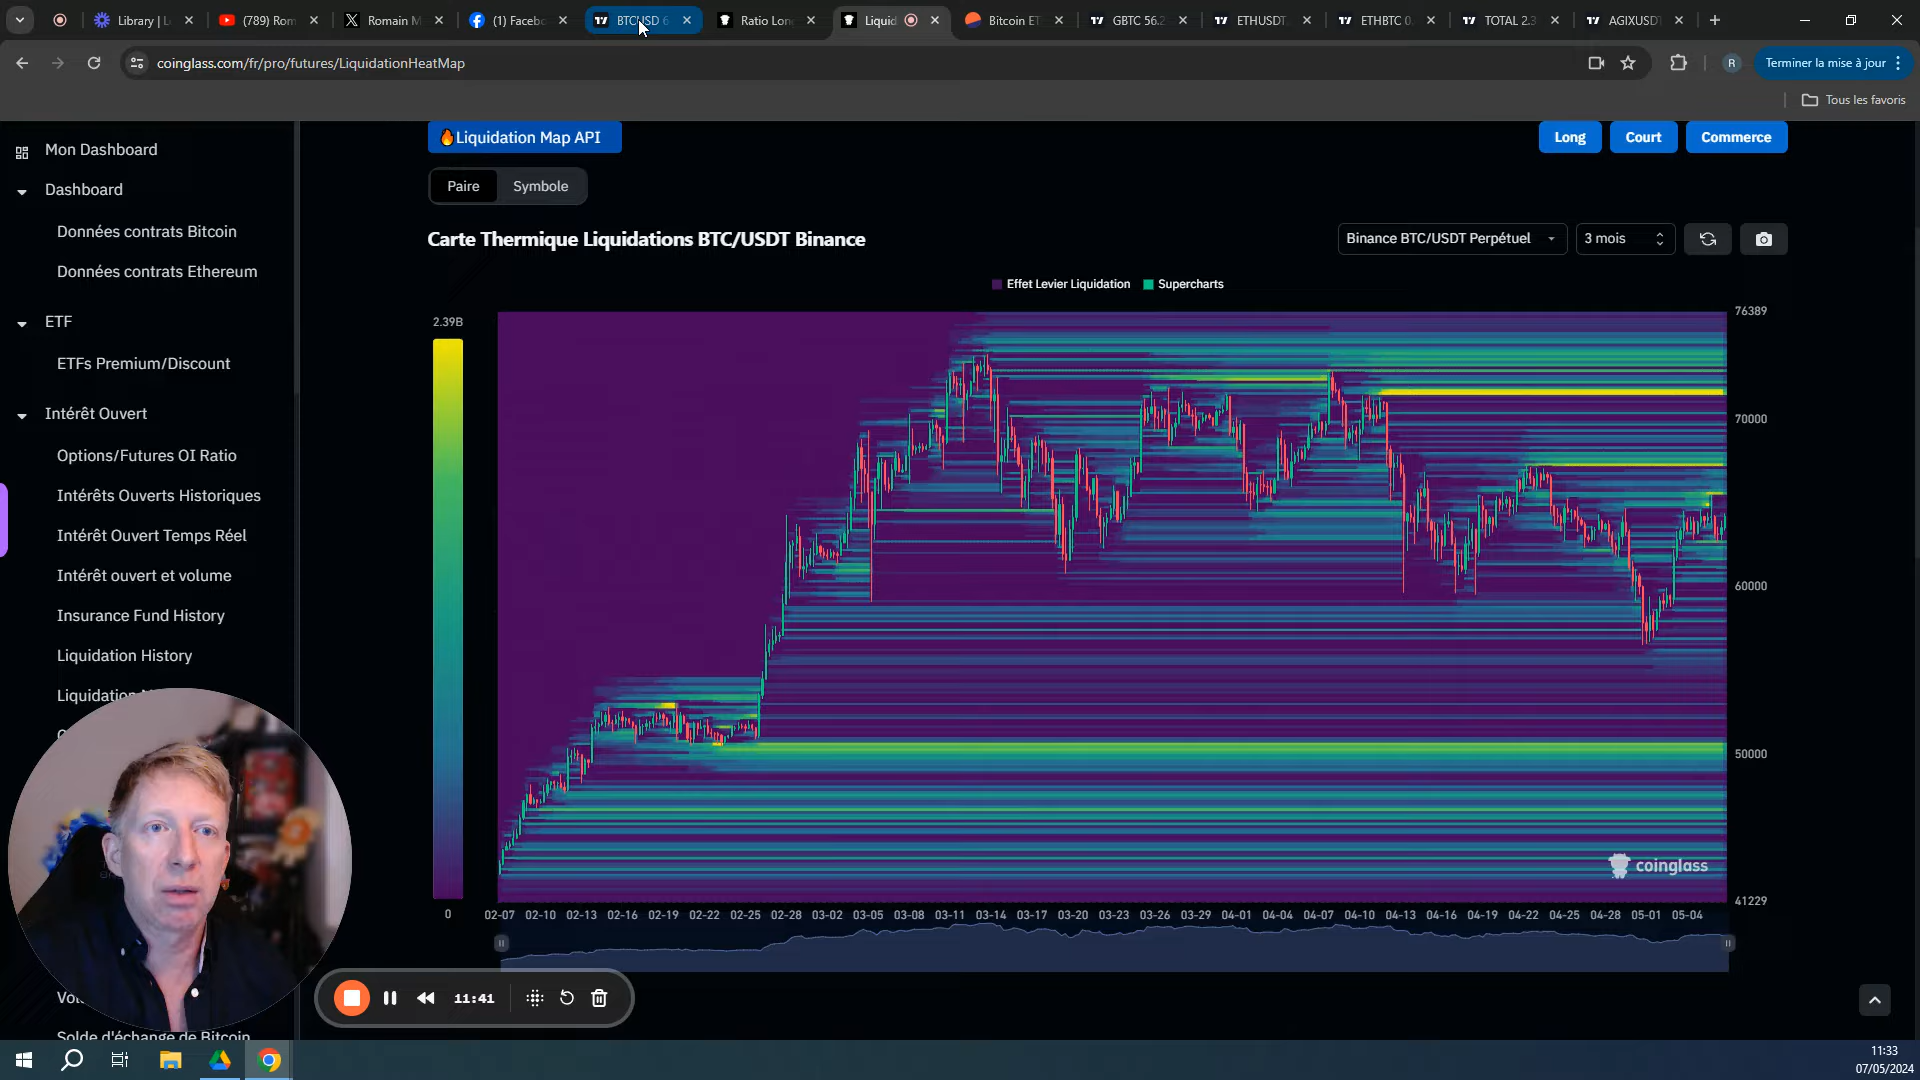 Library | L
(789) Rom
Romain M
(1) Facebo
BTCUSD 6
Ratio Lon
Liquid
Bitcoin ET
GBTC 56.2
ETHUSDT
ETHBTC 0.
TOTAL 2.3
AGIXUSDT
coinglass.com/fr/pro/futures/LiquidationHeatMap
R
Terminer la mise à jour
Tous les favoris
Mon Dashboard
Dashboard
Données contrats Bitcoin
Données contrats Ethereum
ETF
ETFs Premium/Discount
Intérêt Ouvert
Options/Futures OI Ratio
Intérêts Ouverts Historiques
Intérêt Ouvert Temps Réel
Intérêt ouvert et volume
Insurance Fund History
Liquidation History
Liquidation
Solde d'échange de Bitcoin
🔥Liquidation Map API
Long
Court
Commerce
Paire
Symbole
Carte Thermique Liquidations BTC/USDT Binance
Binance BTC/USDT Perpétuel
3 mois
Effet Levier Liquidation
Supercharts
2.39B
0
76389
70000
60000
50000
41229
coinglass
02-07 02-10 02-13 02-16 02-19 02-22 02-25 02-28 03-02 03-05 03-08 03-11 03-14 03-17 03-20 03-23 03-26 03-29 04-01 04-04 04-07 04-10 04-13 04-16 04-19 04-22 04-25 04-28 05-01 05-04
11:41
11:33
07/05/2024